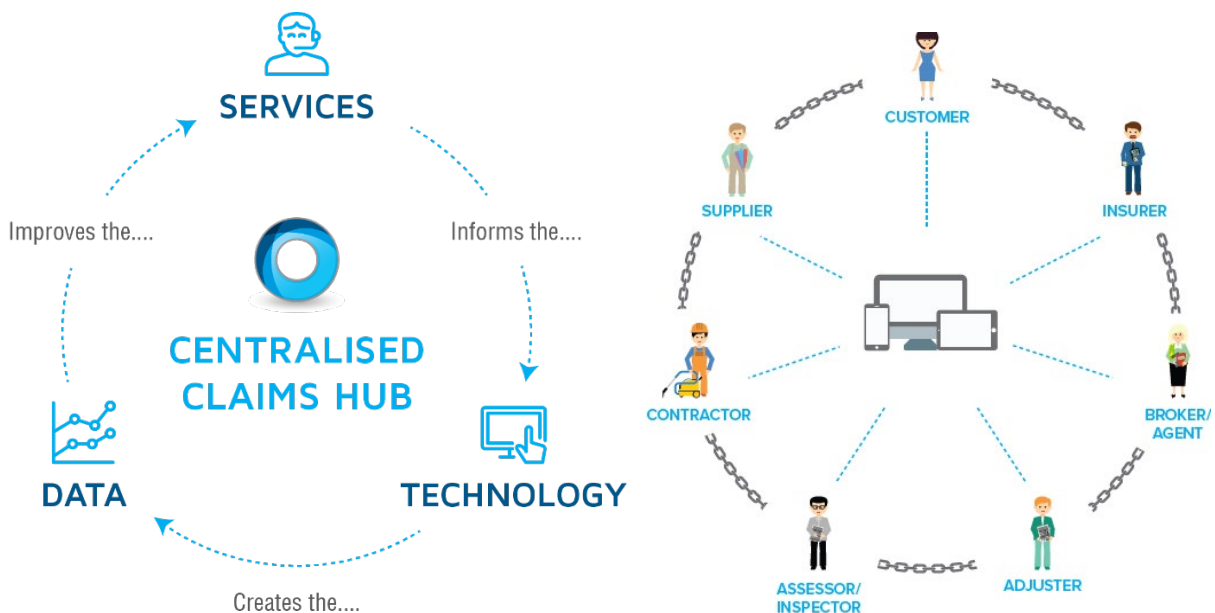 SERVICES
Improves the....
Informs the....
CENTRALISED
CLAIMS HUB
DATA
TECHNOLOGY
Creates the....
CUSTOMER
SUPPLIER
INSURER
CONTRACTOR
BROKER/
AGENT
ASSESSOR/
INSPECTOR
ADJUSTER